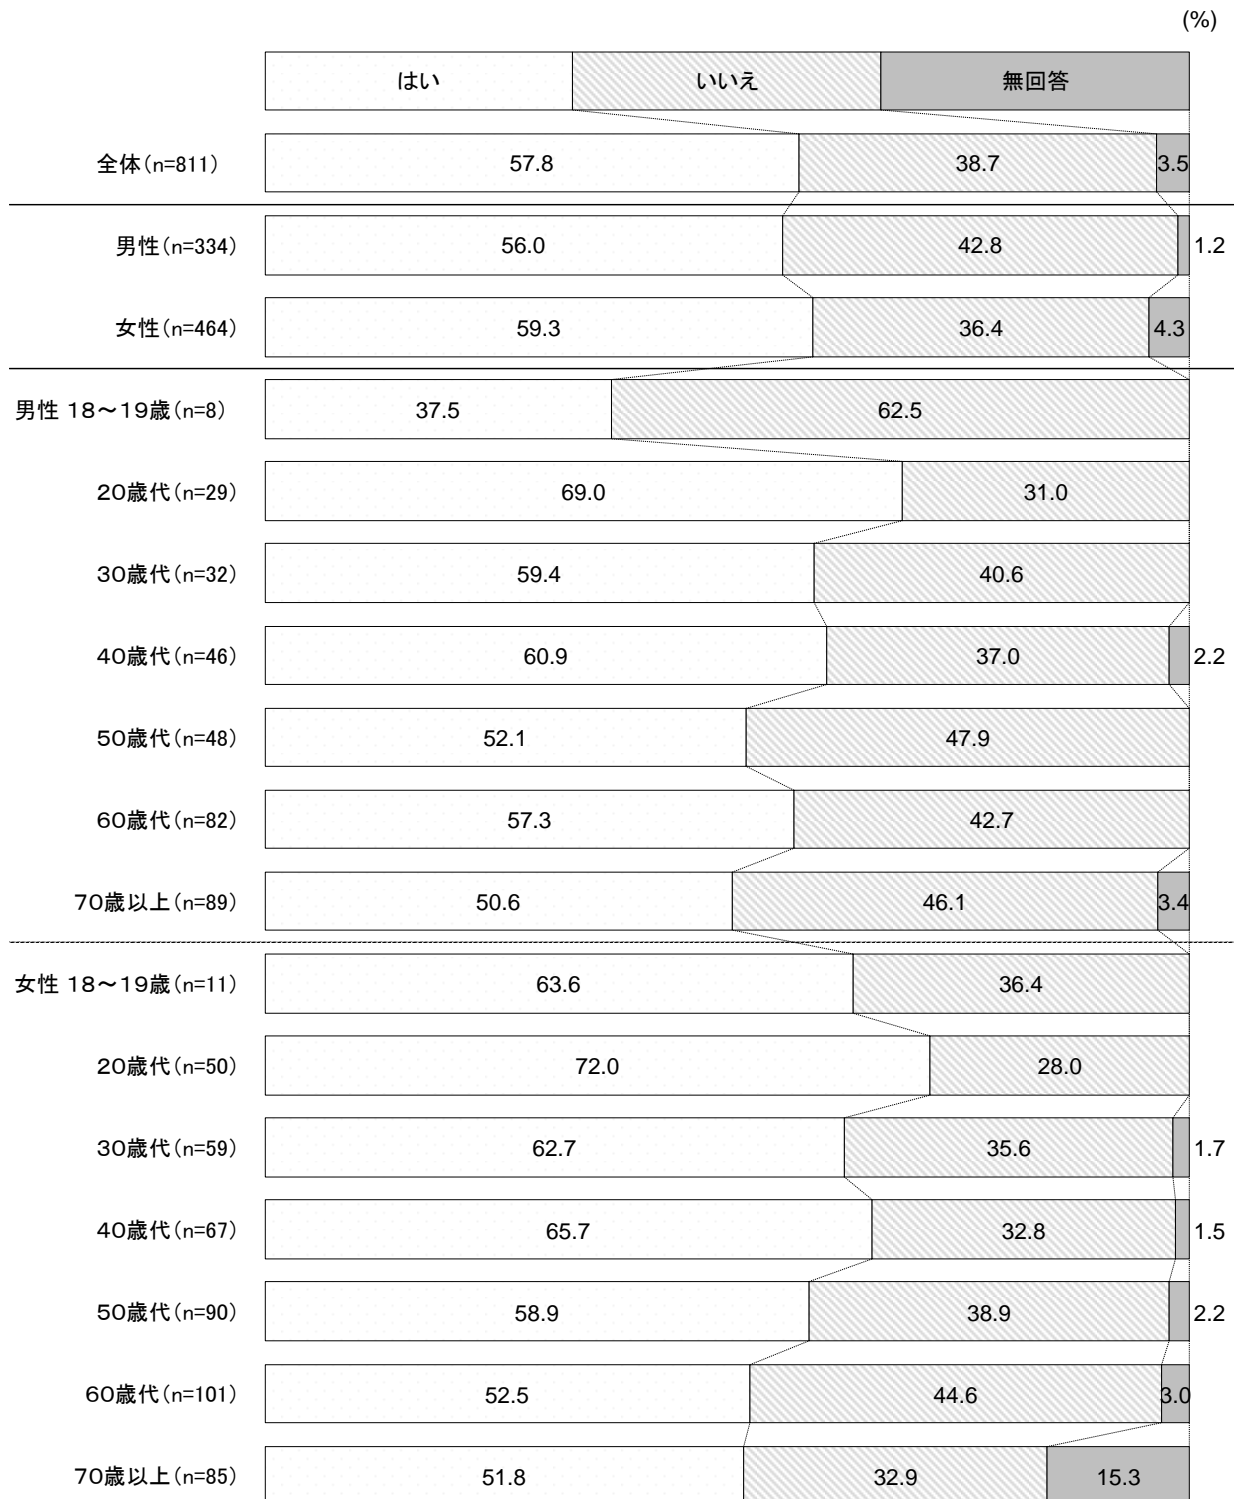 (%)
はい いいえ 無回答
全体(n=811) 57.8 38.7 3.5
男性(n=334) 56.0 42.8 1.2
女性(n=464) 59.3 36.4 4.3
男性 18～19歳(n=8) 37.5 62.5
20歳代(n=29) 69.0 31.0
30歳代(n=32) 59.4 40.6
40歳代(n=46) 60.9 37.0 2.2
50歳代(n=48) 52.1 47.9
60歳代(n=82) 57.3 42.7
70歳以上(n=89) 50.6 46.1 3.4
女性 18～19歳(n=11) 63.6 36.4
20歳代(n=50) 72.0 28.0
30歳代(n=59) 62.7 35.6 1.7
40歳代(n=67) 65.7 32.8 1.5
50歳代(n=90) 58.9 38.9 2.2
60歳代(n=101) 52.5 44.6 3.0
70歳以上(n=85) 51.8 32.9 15.3